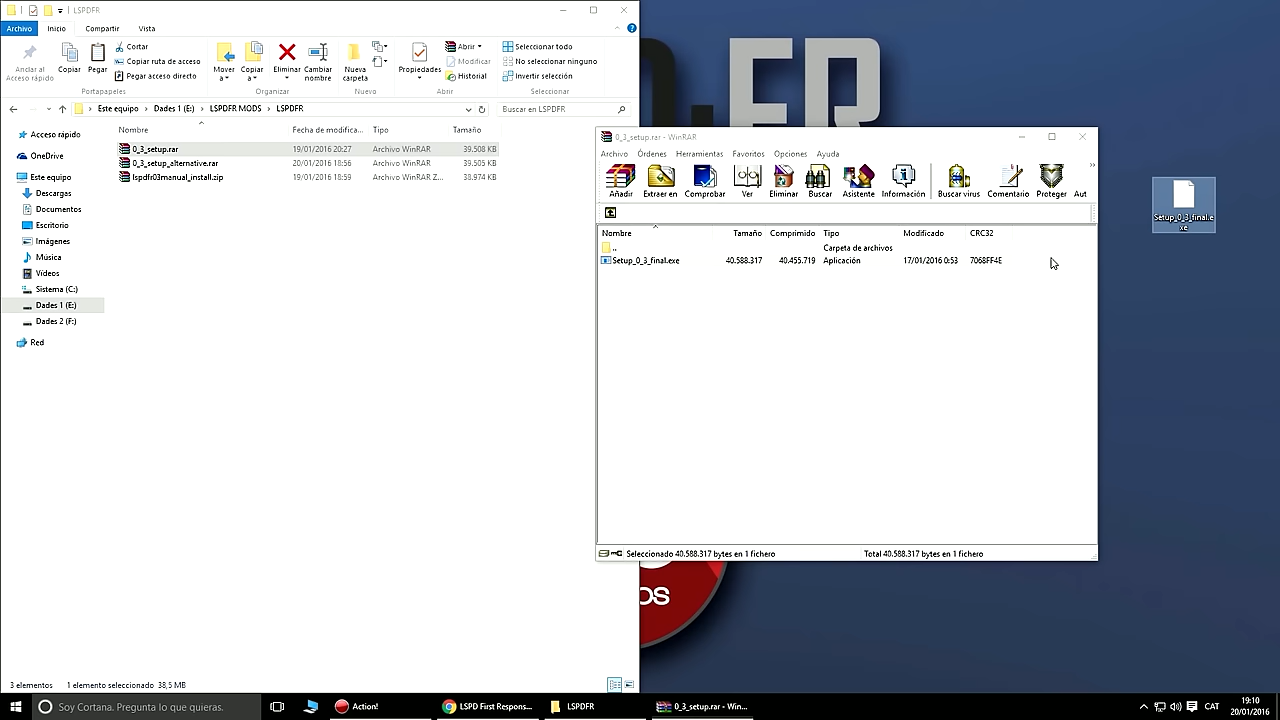 LSPDFR
Archivo Inicio Compartir Vista
Anclar al Acceso rápido
Copiar
Pegar
Cortar
Copiar ruta de acceso
Pegar acceso directo
Portapapeles
Mover a
Copiar a
Eliminar
Cambiar nombre
Organizar
Nueva carpeta
Nuevo
Propiedades
Abrir
Modificar
Historial
Abrir
Seleccionar todo
No seleccionar ninguno
Invertir selección
Seleccionar
Este equipo > Dades 1 (E:) > LSPDFR MODS > LSPDFR
Buscar en LSPDFR
Acceso rápido
OneDrive
Este equipo
Descargas
Documentos
Escritorio
Imágenes
Música
Vídeos
Sistema (C:)
Dades 1 (E:)
Dades 2 (F:)
Red
Nombre Fecha de modifica... Tipo Tamaño
0_3_setup.rar 19/01/2016 20:27 Archivo WinRAR 39.508 KB
0_3_setup_alternative.rar 20/01/2016 18:56 Archivo WinRAR 39.505 KB
lspdfr03manual_install.zip 19/01/2016 18:59 Archivo WinRAR Z... 38.974 KB
3 elementos 1 elemento seleccionado 38,5 MB
0_3_setup.rar - WinRAR
Archivo Órdenes Herramientas Favoritos Opciones Ayuda
Añadir Extraer en Comprobar Ver Eliminar Buscar Asistente Información Buscar virus Comentario Proteger Aut
Nombre Tamaño Comprimido Tipo Modificado CRC32
.. Carpeta de archivos
Setup_0_3_final.exe 40.588.317 40.455.719 Aplicación 17/01/2016 0:53 7068FF4E
Seleccionado 40.588.317 bytes en 1 fichero Total 40.588.317 bytes en 1 fichero
Setup_0_3_final.e
xe
Soy Cortana. Pregunta lo que quieras.
Action!
LSPD First Respons...
LSPDFR
0_3_setup.rar - Win...
CAT
19:10
20/01/2016